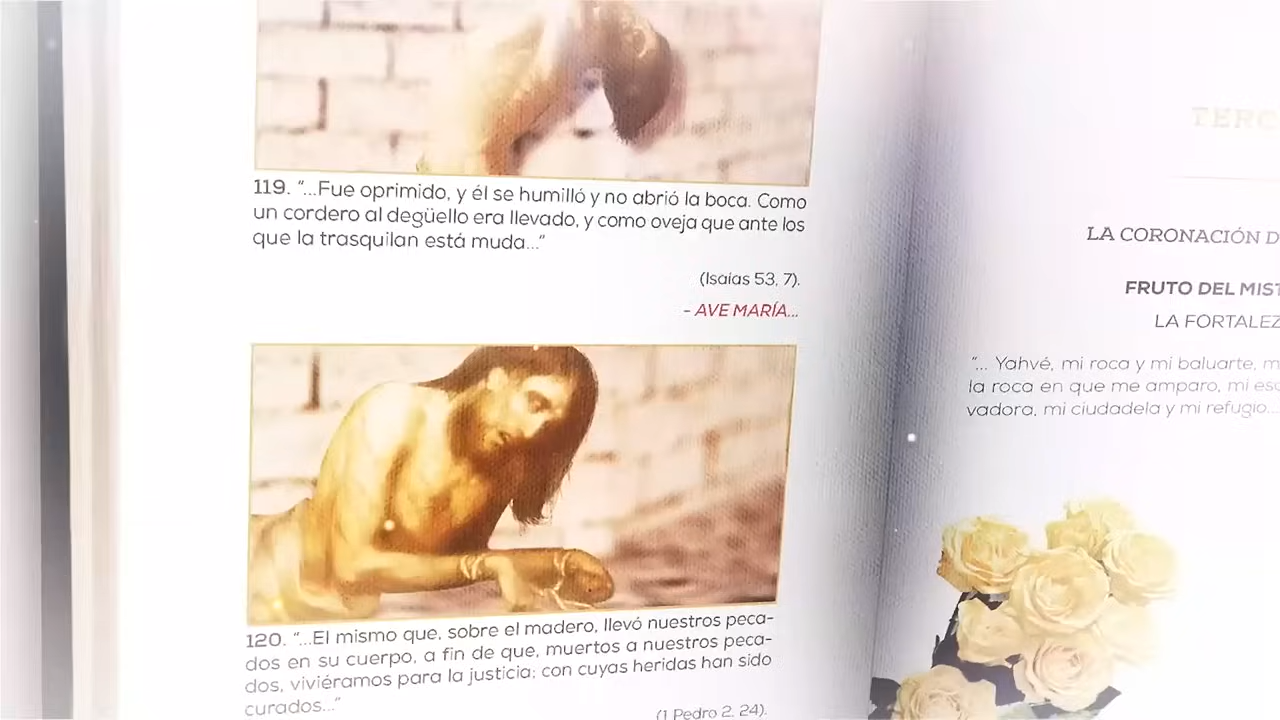 119. “...Fue oprimido, y él se humilló y no abrió la boca. Como
un cordero al degüello era llevado, y como oveja que ante los
que la trasquilan está muda...”
(Isaías 53, 7).
- AVE MARÍA...
120. “...El mismo que, sobre el madero, llevó nuestros peca-
dos en su cuerpo, a fin de que, muertos a nuestros peca-
dos, viviéramos para la justicia; con cuyas heridas han sido
curados...”
(1 Pedro 2, 24).
TERC
LA CORONACIÓN D
FRUTO DEL MIST
LA FORTALEZ
“... Yahvé, mi roca y mi baluarte, m
la roca en que me amparo, mi esc
vadora, mi ciudadela y mi refugio...